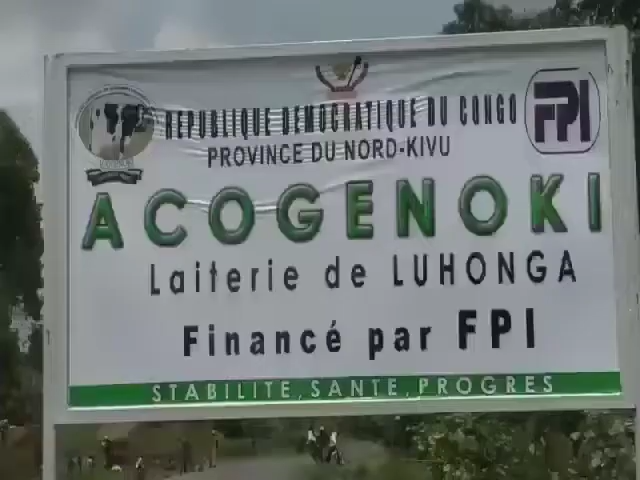 REPUBLIQUE DEMOCRATIQUE DU CONGO
FPI
PROVINCE DU NORD-KIVU
ACOGENOKI
Laiterie de LUHONGA
Financé par FPI
STABILITE, SANTE, PROGRES